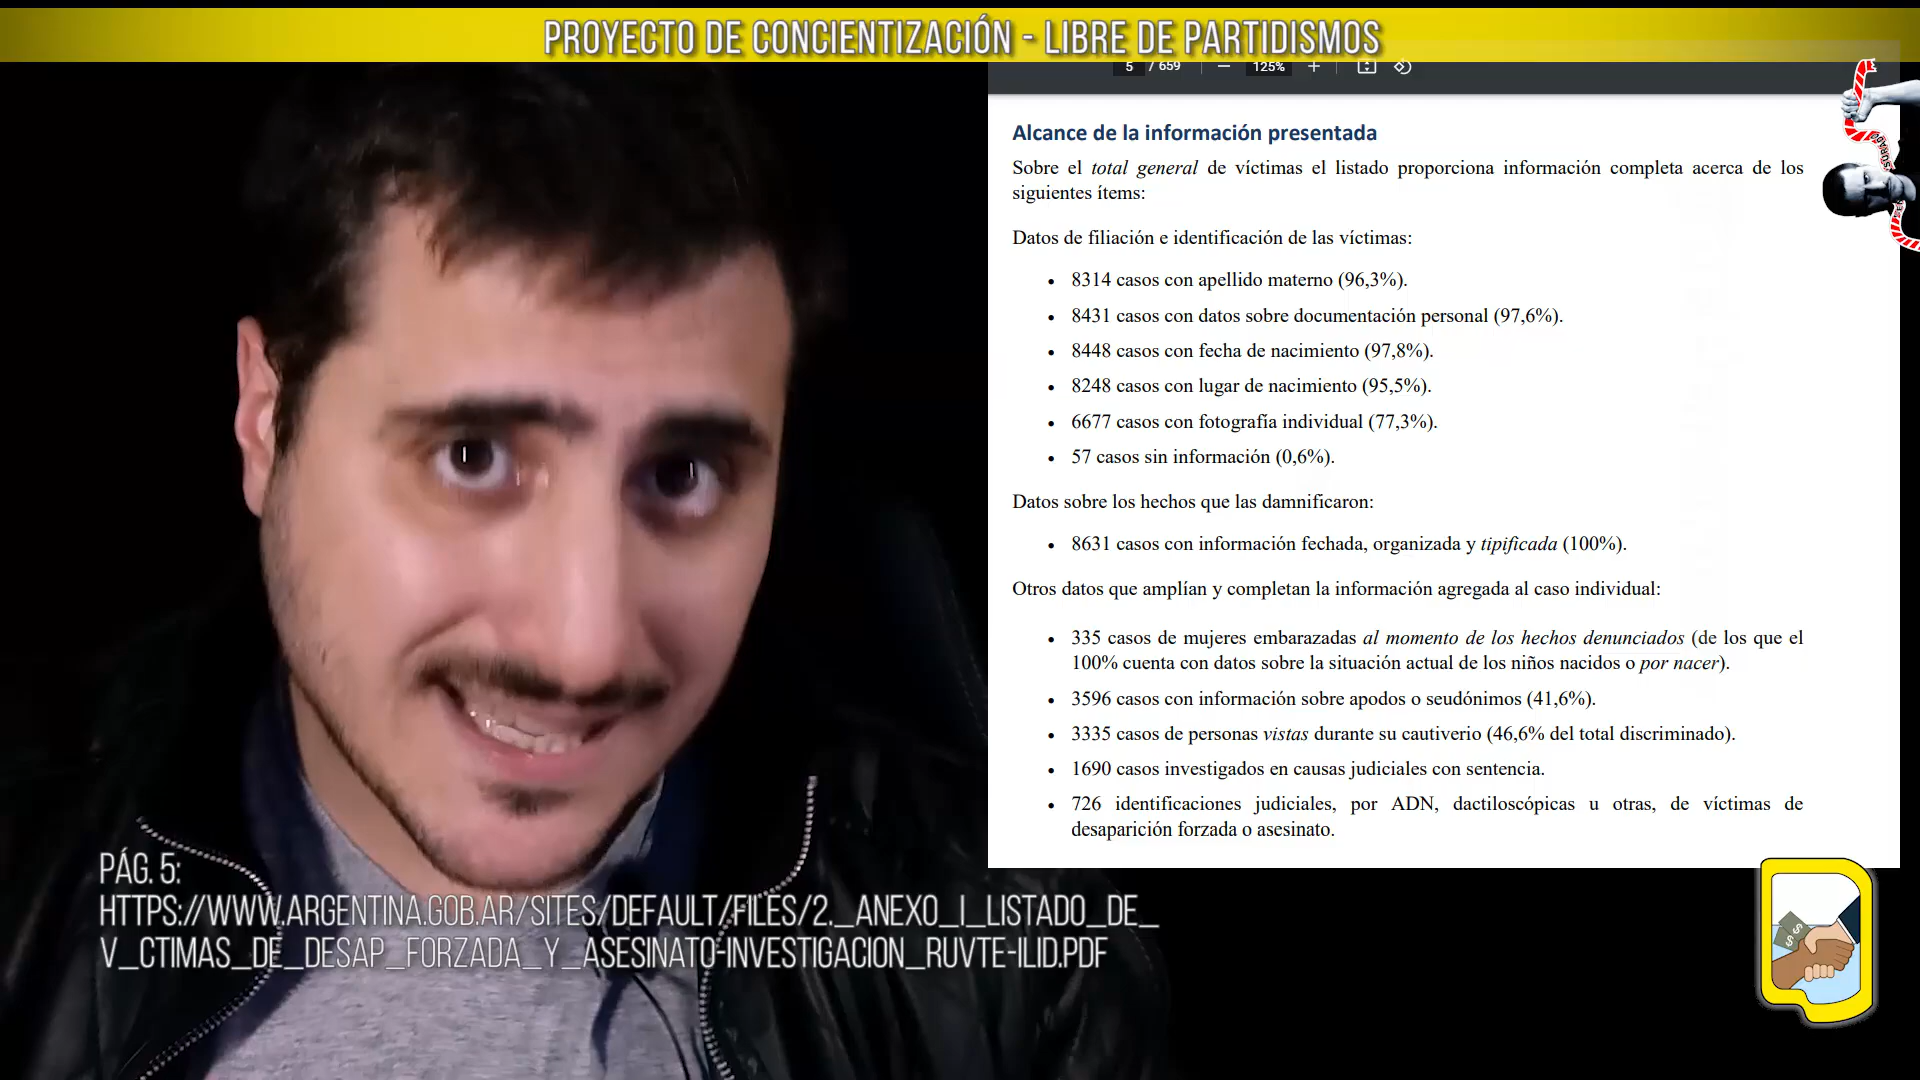 PROYECTO DE CONCIENTIZACIÓN - LIBRE DE PARTIDISMOS
5 / 659 — 125% +
Alcance de la información presentada
Sobre el total general de víctimas el listado proporciona información completa acerca de los
siguientes ítems:
Datos de filiación e identificación de las víctimas:
• 8314 casos con apellido materno (96,3%).
• 8431 casos con datos sobre documentación personal (97,6%).
• 8448 casos con fecha de nacimiento (97,8%).
• 8248 casos con lugar de nacimiento (95,5%).
• 6677 casos con fotografía individual (77,3%).
• 57 casos sin información (0,6%).
Datos sobre los hechos que las damnificaron:
• 8631 casos con información fechada, organizada y tipificada (100%).
Otros datos que amplían y completan la información agregada al caso individual:
• 335 casos de mujeres embarazadas al momento de los hechos denunciados (de los que el
100% cuenta con datos sobre la situación actual de los niños nacidos o por nacer).
• 3596 casos con información sobre apodos o seudónimos (41,6%).
• 3335 casos de personas vistas durante su cautiverio (46,6% del total discriminado).
• 1690 casos investigados en causas judiciales con sentencia.
• 726 identificaciones judiciales, por ADN, dactiloscópicas u otras, de víctimas de
desaparición forzada o asesinato.
PÁG. 5:
HTTPS://WWW.ARGENTINA.GOB.AR/SITES/DEFAULT/FILES/2._ANEXO_I_LISTADO_DE_
V_CTIMAS_DE_DESAP_FORZADA_Y_ASESINATO-INVESTIGACION_RUVTE-ILID.PDF
$ $